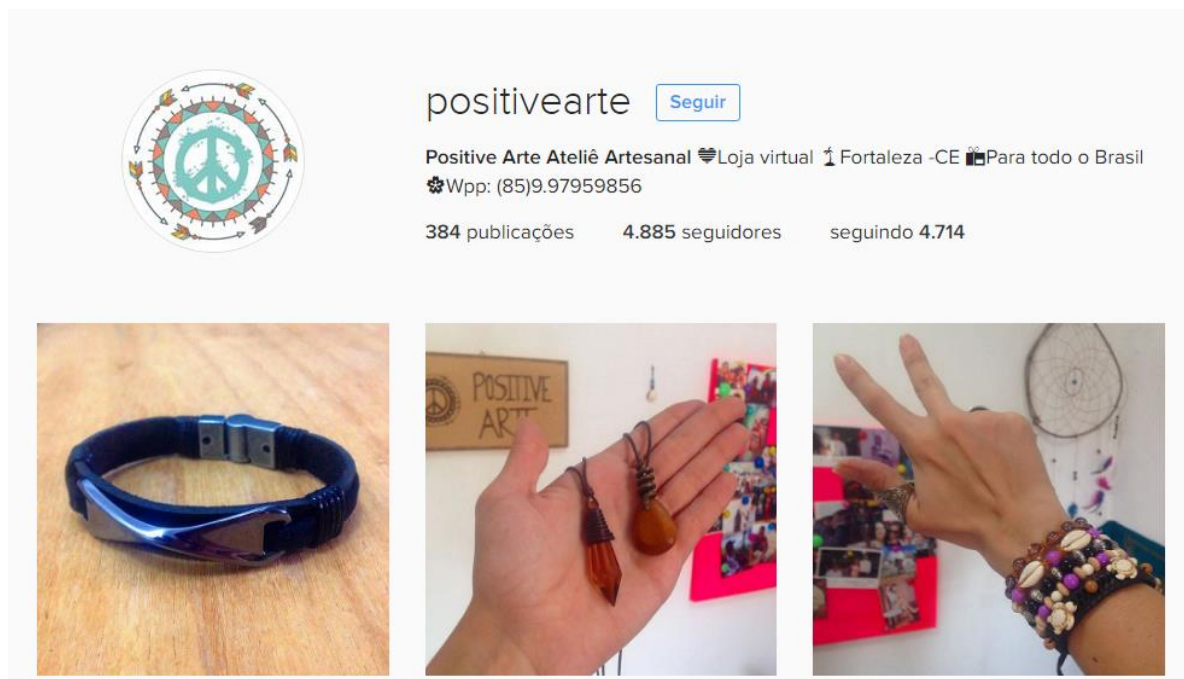 positivearte Seguir
Positive Arte Ateliê Artesanal Loja virtual Fortaleza -CE Para todo o Brasil
Wpp: (85)9.97959856
384 publicações 4.885 seguidores seguindo 4.714
POSITIVE
ARTE